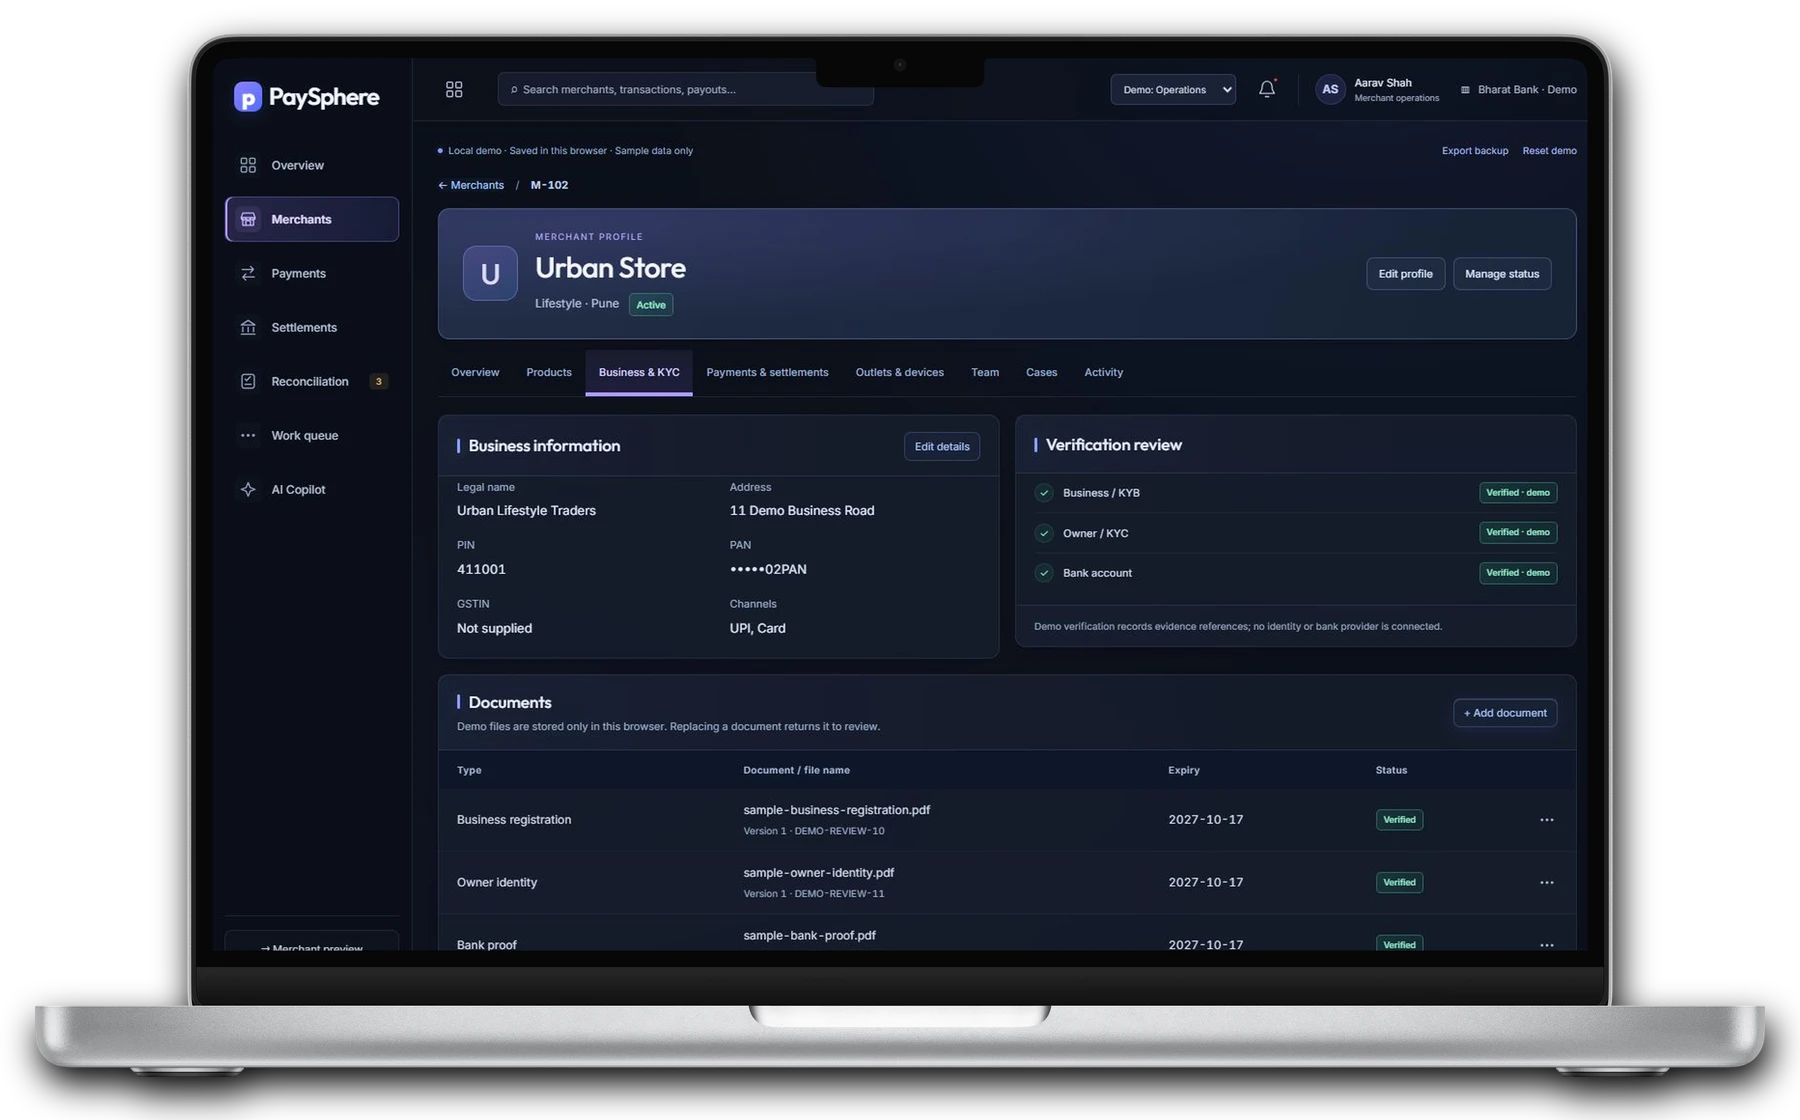 p PaySphere
Search merchants, transactions, payouts...
Demo: Operations
AS
Aarav Shah
Merchant operations
Bharat Bank · Demo
Overview
Merchants
Payments
Settlements
Reconciliation 3
Work queue
AI Copilot
→ Merchant preview
Local demo · Saved in this browser · Sample data only
Export backup Reset demo
← Merchants / M-102
U
MERCHANT PROFILE
Urban Store
Lifestyle · Pune Active
Edit profile Manage status
Overview Products Business & KYC Payments & settlements Outlets & devices Team Cases Activity
Business information
Edit details
Legal name
Urban Lifestyle Traders
Address
11 Demo Business Road
PIN
411001
PAN
•••••02PAN
GSTIN
Not supplied
Channels
UPI, Card
Verification review
Business / KYB Verified · demo
Owner / KYC Verified · demo
Bank account Verified · demo
Demo verification records evidence references; no identity or bank provider is connected.
Documents
Demo files are stored only in this browser. Replacing a document returns it to review.
+ Add document
Type Document / file name Expiry Status
Business registration
sample-business-registration.pdf
Version 1 · DEMO-REVIEW-10
2027-10-17 Verified
Owner identity
sample-owner-identity.pdf
Version 1 · DEMO-REVIEW-11
2027-10-17 Verified
Bank proof
sample-bank-proof.pdf
2027-10-17 Verified